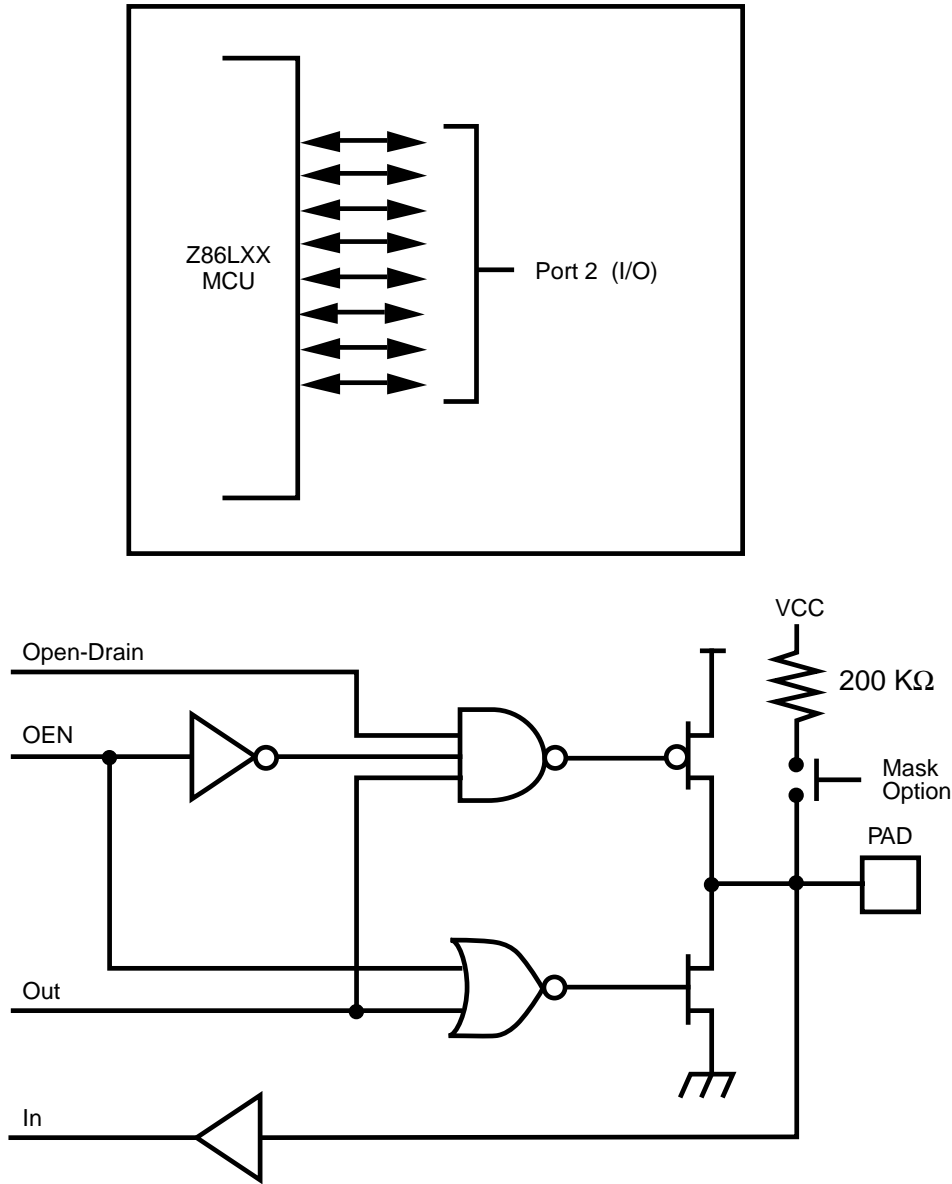 Z86LXX
MCU
Port 2 (I/O)
VCC
Open-Drain
200 KΩ
OEN
Mask
Option
PAD
Out
In